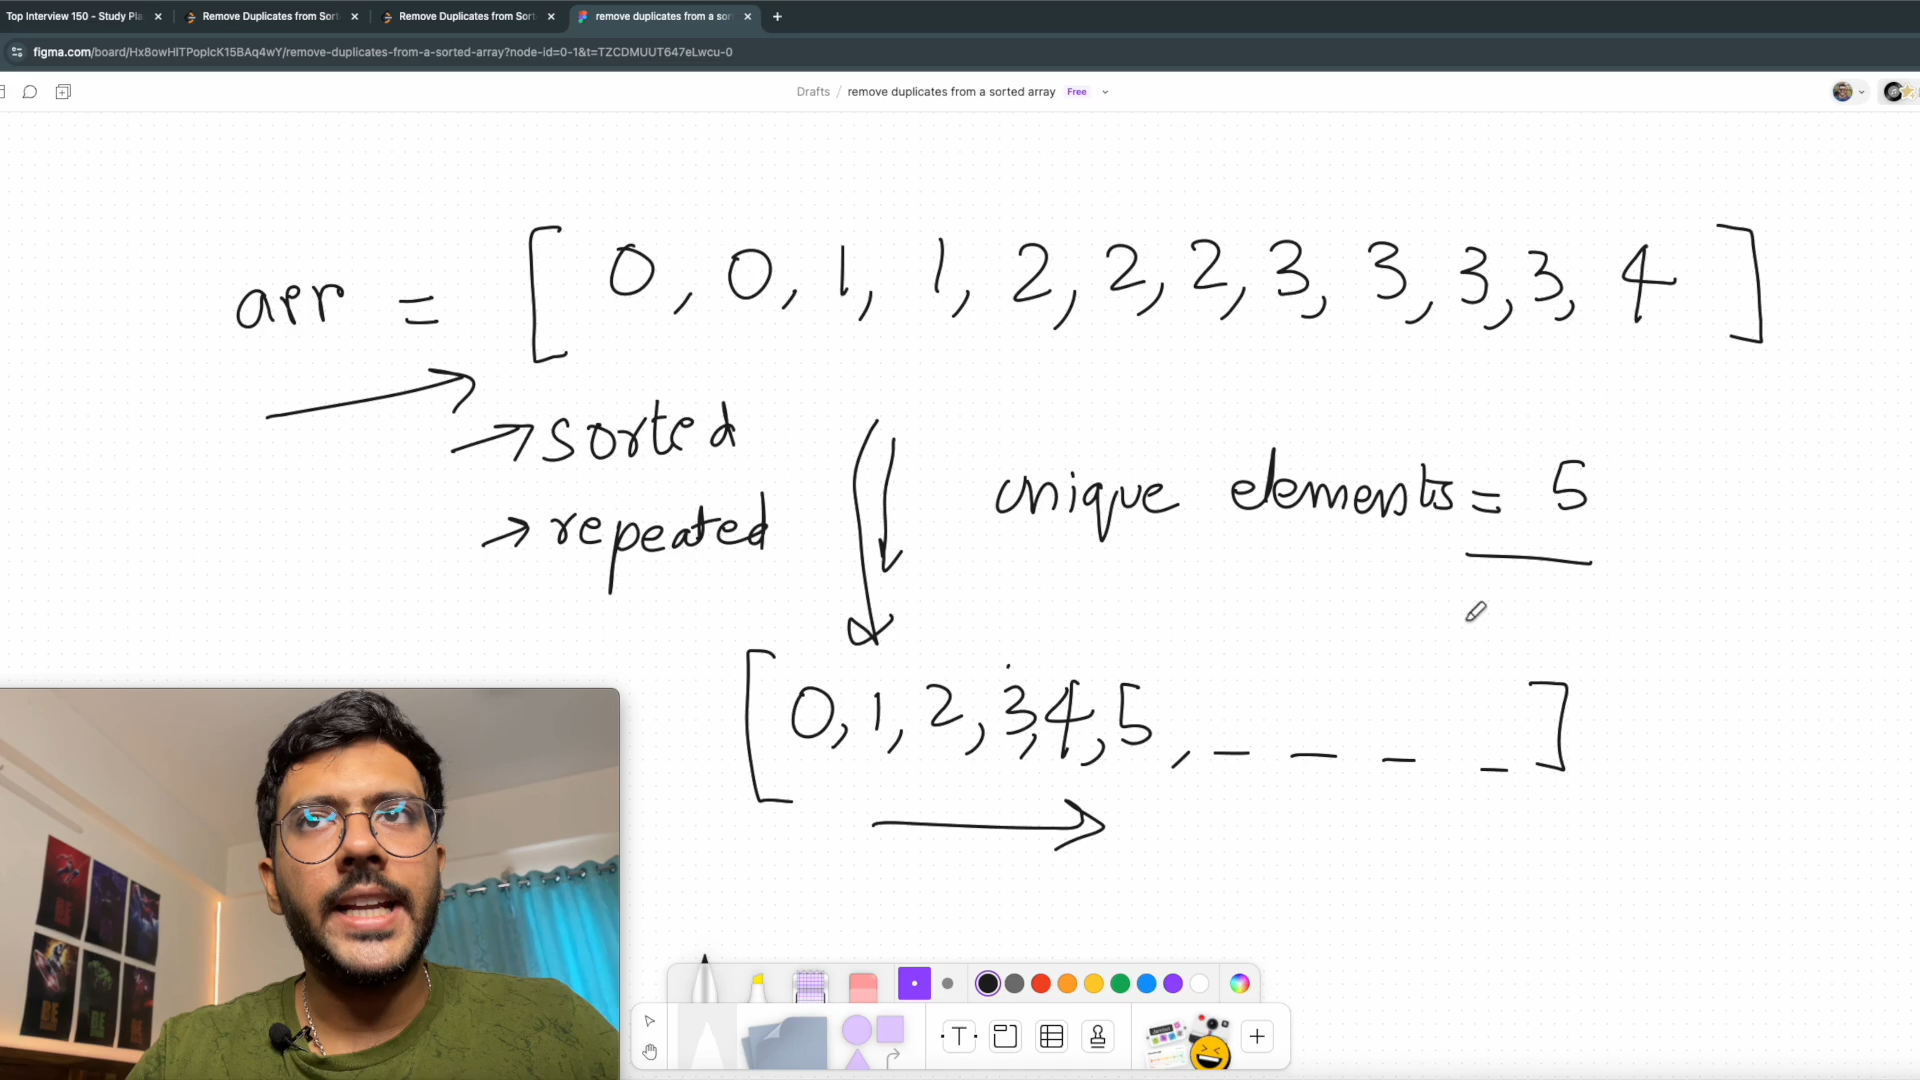 Top Interview 150 - Study Pla
Remove Duplicates from Sort
Remove Duplicates from Sort
remove duplicates from a sor
figma.com/board/Hx8owHlTPoplcK15BAq4wY/remove-duplicates-from-a-sorted-array?node-id=0-1&t=TZCDMUUT647eLwcu-0
Drafts / remove duplicates from a sorted array Free
arr = [ 0, 0, 1, 1, 2, 2, 2, 3, 3, 3, 3, 4 ]
→ sorted
→ repeated
unique elements = 5
[ 0, 1, 2, 3, 4, 5, _ _ _ _ ]